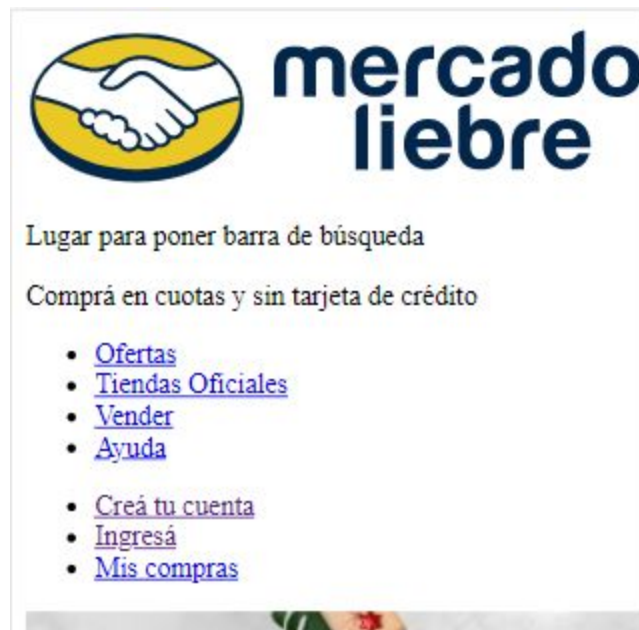 mercado
liebre
Lugar para poner barra de búsqueda
Comprá en cuotas y sin tarjeta de crédito
Ofertas
Tiendas Oficiales
Vender
Ayuda
Creá tu cuenta
Ingresá
Mis compras